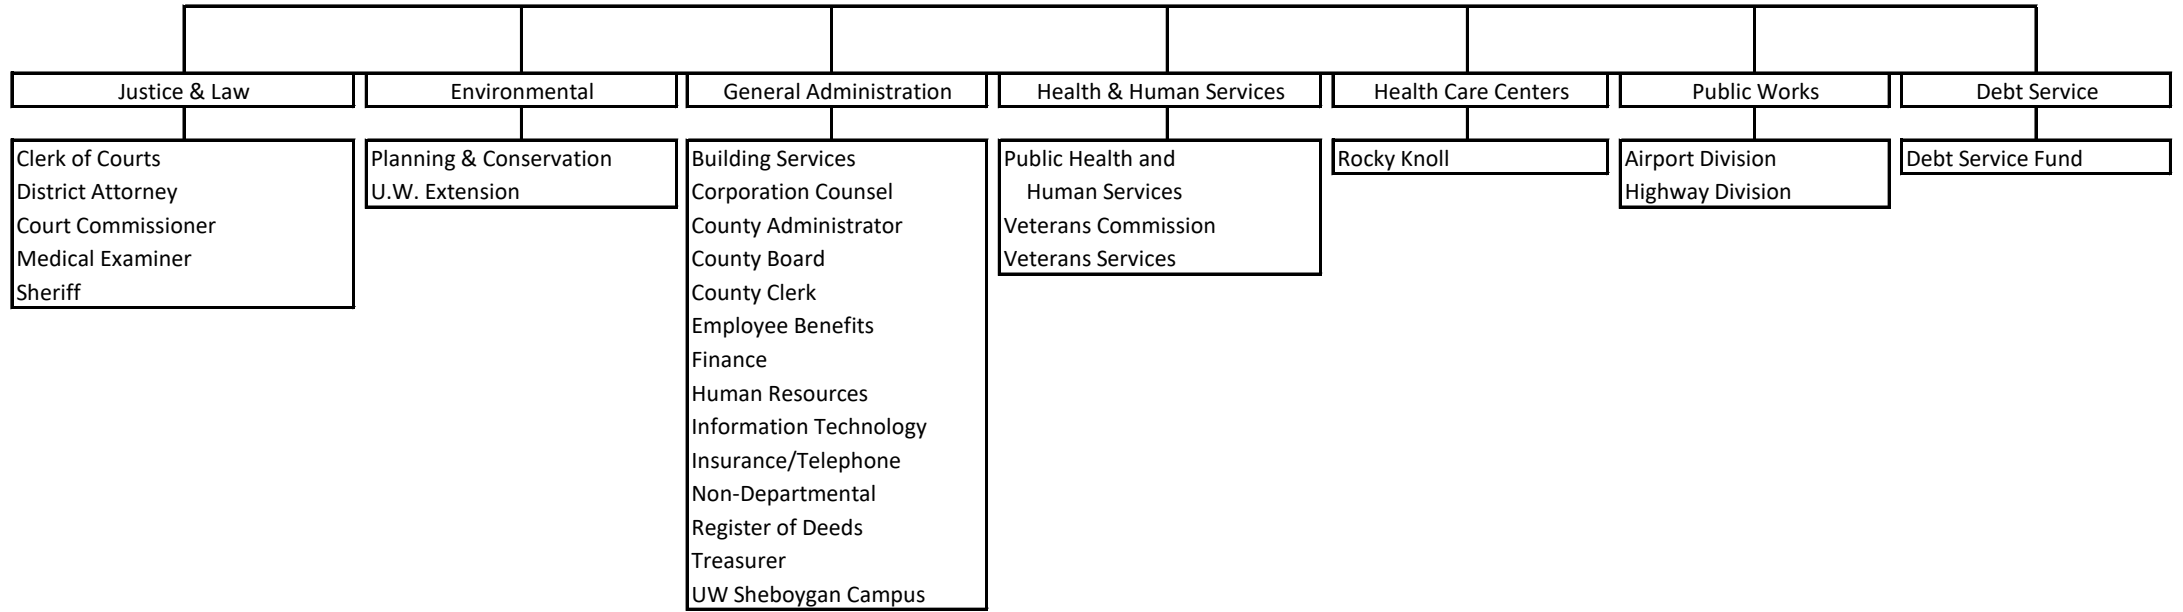 Justice & Law
Environmental
General Administration
Health & Human Services
Health Care Centers
Public Works
Debt Service
Clerk of Courts
District Attorney
Court Commissioner
Medical Examiner
Sheriff
Planning & Conservation
U.W. Extension
Building Services
Corporation Counsel
County Administrator
County Board
County Clerk
Employee Benefits
Finance
Human Resources
Information Technology
Insurance/Telephone
Non-Departmental
Register of Deeds
Treasurer
UW Sheboygan Campus
Public Health and
Human Services
Veterans Commission
Veterans Services
Rocky Knoll
Airport Division
Highway Division
Debt Service Fund